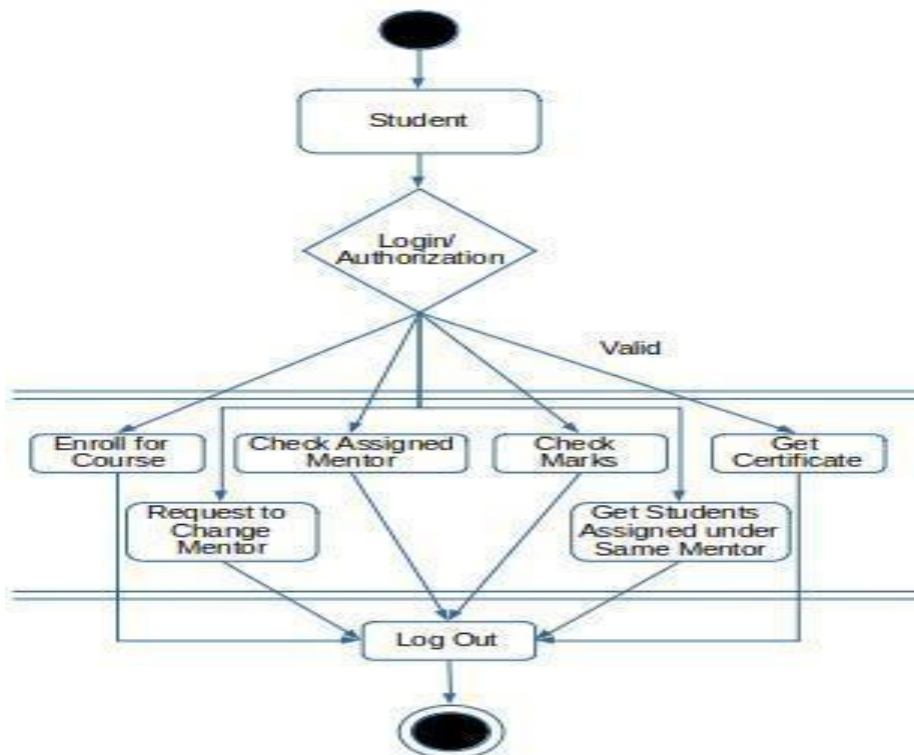 Student
Login/
Authorization
Valid
Enroll for
Course
Check Assigned
Mentor
Check
Marks
Get
Certificate
Request to
Change
Mentor
Get Students
Assigned under
Same Mentor
Log Out